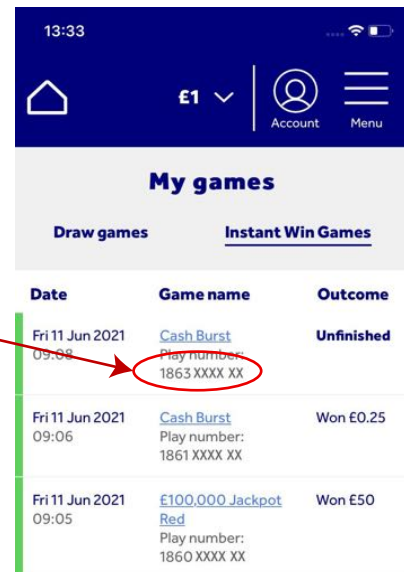 13:33
£1
Account Menu
My games
Draw games Instant Win Games
Date Game name Outcome
Fri 11 Jun 2021 Cash Burst Unfinished
09:08 Play number:
1863 XXXX XX
Fri 11 Jun 2021 Cash Burst Won £0.25
09:06 Play number:
1861 XXXX XX
Fri 11 Jun 2021 £100,000 Jackpot Won £50
09:05 Red
Play number:
1860 XXXX XX